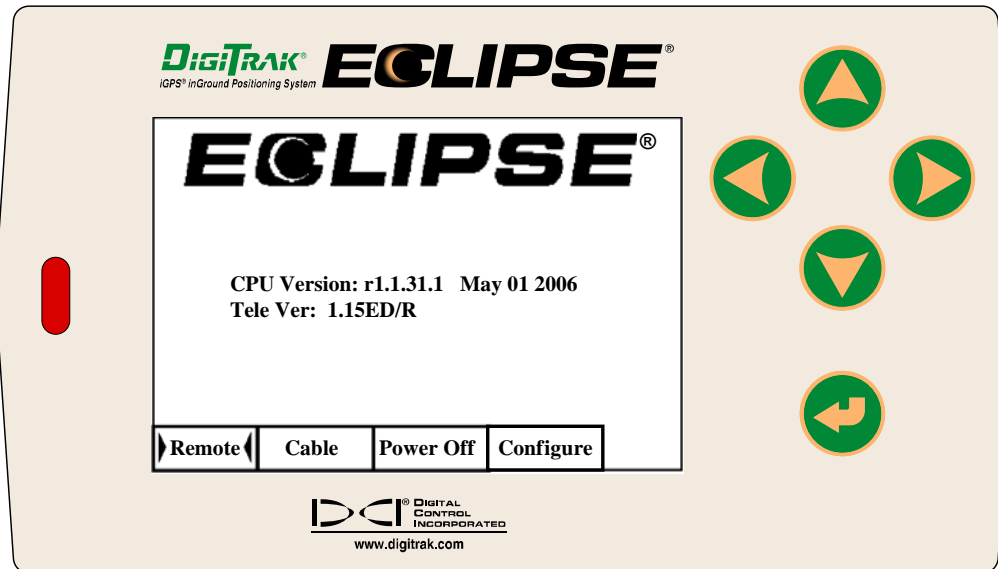 DIGITRAK® ECLIPSE®
iGPS® inGround Positioning System
ECLIPSE®
CPU Version: r1.1.31.1 May 01 2006
Tele Ver: 1.15ED/R
Remote Cable Power Off Configure
DCI® DIGITAL
CONTROL
INCORPORATED
www.digitrak.com